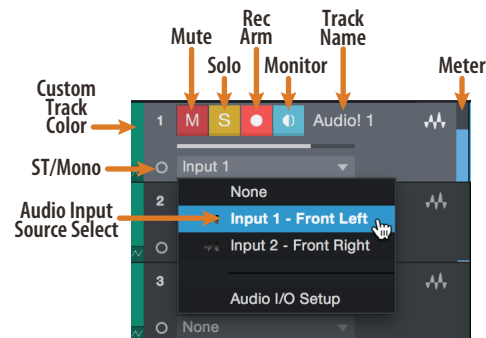 Mute
Solo
Rec
Arm
Monitor
Track
Name
Meter
Custom
Track
Color
1 M S Audio! 1
ST/Mono
Input 1
Audio Input
Source Select
2
None
Input 1 - Front Left
Input 2 - Front Right
3
Audio I/O Setup
None